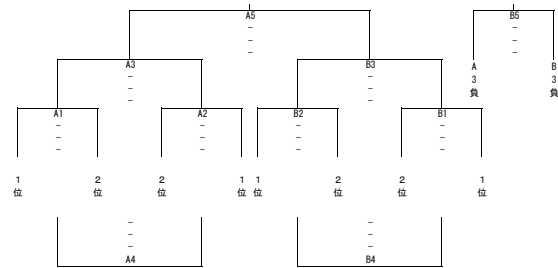 A5 B5
－ －
－ －
－ －
A3 B3 A B
－ － 3 3
－ － 負 負
－ －
A1 A2 B2 B1
－ － － －
－ － － －
－ － － －
1 2 2 1 1 2 2 1
位 位 位 位 位 位 位 位
－ －
－ －
－ －
A4 B4